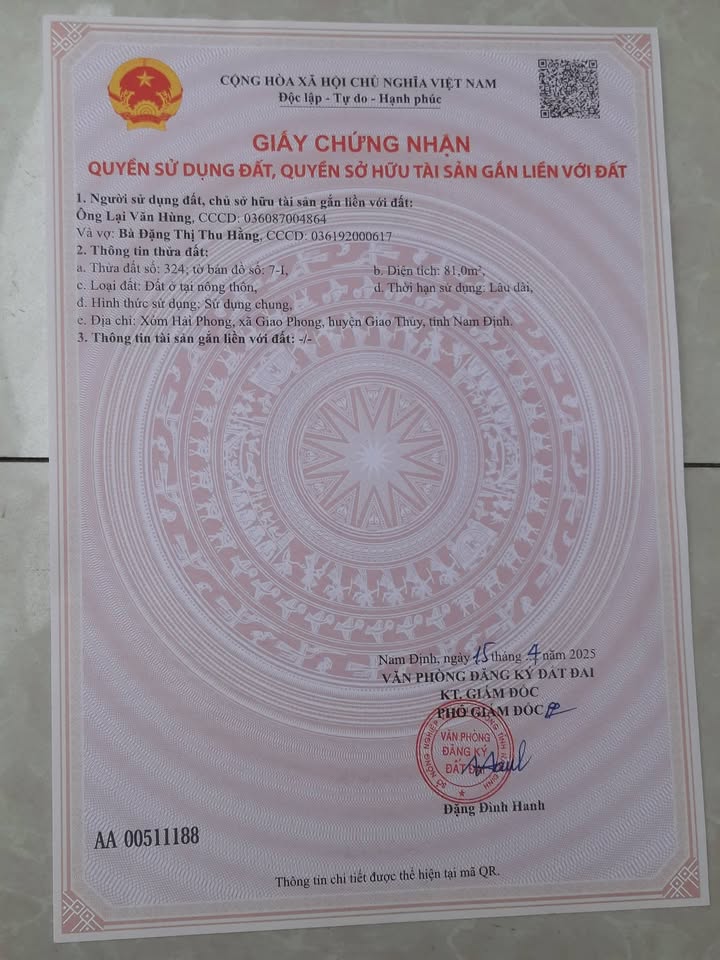 CỘNG HÒA XÃ HỘI CHỦ NGHĨA VIỆT NAM
Độc lập - Tự do - Hạnh phúc
GIẤY CHỨNG NHẬN
QUYỀN SỬ DỤNG ĐẤT, QUYỀN SỞ HỮU TÀI SẢN GẮN LIỀN VỚI ĐẤT
1. Người sử dụng đất, chủ sở hữu tài sản gắn liền với đất:
Ông Lại Văn Hùng, CCCD: 036087004864
Và vợ: Bà Đặng Thị Thu Hằng, CCCD: 036192000617
2. Thông tin thửa đất:
a. Thửa đất số: 324; tờ bản đồ số: 7-I, b. Diện tích: 81,0m²,
c. Loại đất: Đất ở tại nông thôn, d. Thời hạn sử dụng: Lâu dài,
đ. Hình thức sử dụng: Sử dụng chung,
e. Địa chỉ: Xóm Hải Phong, xã Giao Phong, huyện Giao Thủy, tỉnh Nam Định.
3. Thông tin tài sản gắn liền với đất: -/-
Nam Định, ngày 15 tháng 4 năm 2025
VĂN PHÒNG ĐĂNG KÝ ĐẤT ĐAI
KT. GIÁM ĐỐC
PHÓ GIÁM ĐỐC
VĂN PHÒNG
ĐĂNG KÝ
ĐẤT ĐAI
Đặng Đình Hanh
AA 00511188
Thông tin chi tiết được thể hiện tại mã QR.